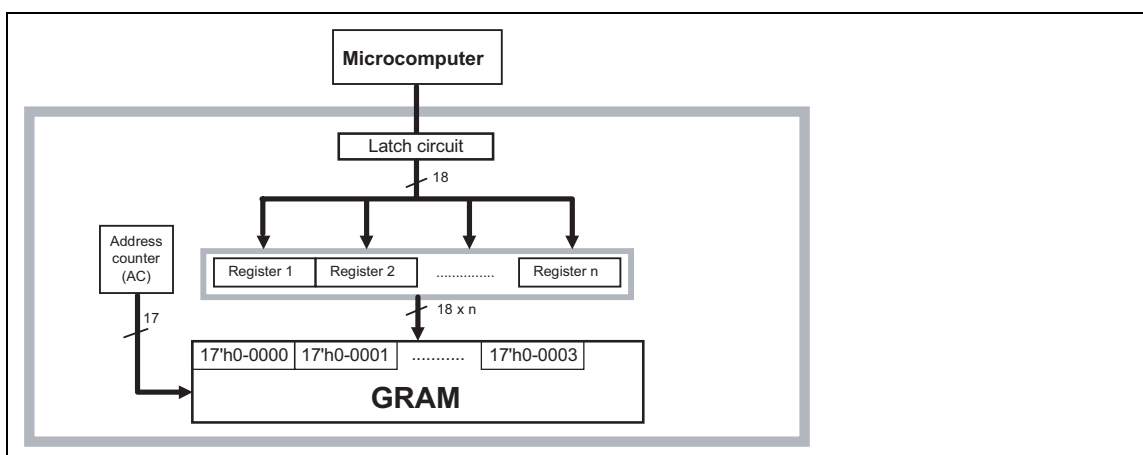 Microcomputer
Latch circuit
18
Address
counter
(AC)
Register 1 Register 2 ............... Register n
18 x n
17
17'h0-0000 17'h0-0001 ........... 17'h0-0003
GRAM